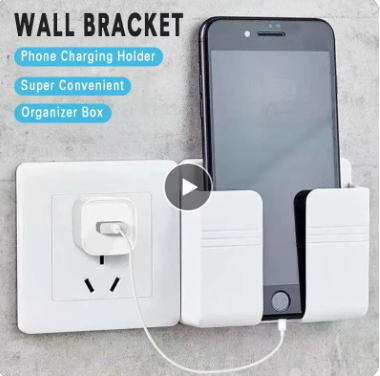 WALL BRACKET
Phone Charging Holder
Super Convenient
Organizer Box